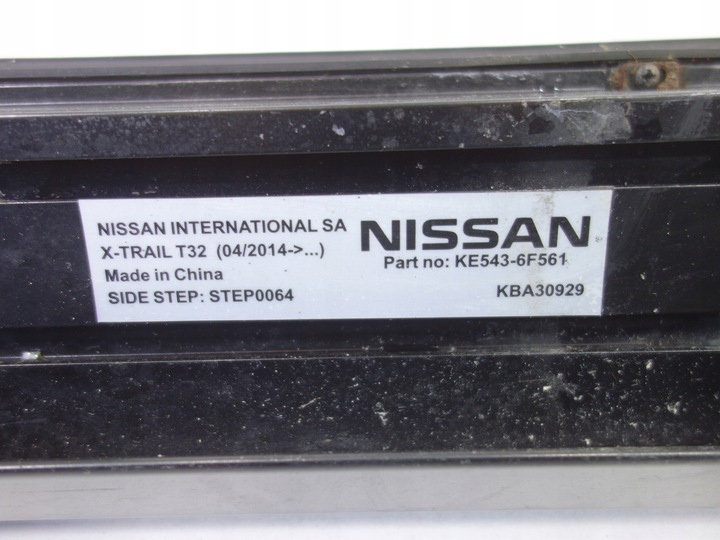 NISSAN INTERNATIONAL SA
NISSAN
X-TRAIL T32 (04/2014->...)
Part no: KE543-6F561
Made in China
SIDE STEP: STEP0064
KBA30929